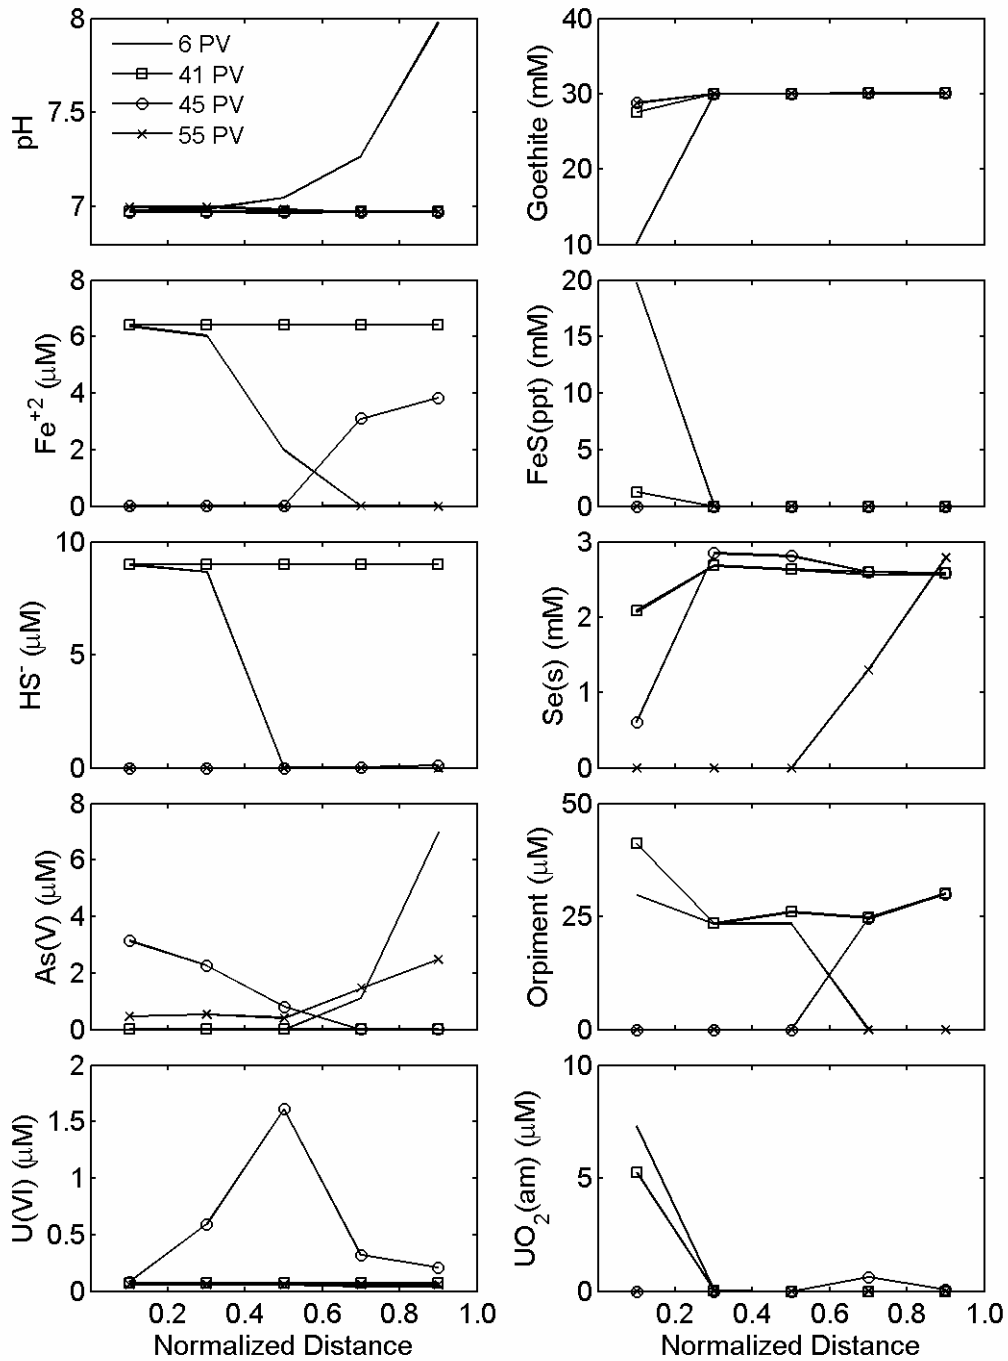 8
7.5
7
pH
6 PV
41 PV
45 PV
55 PV
40
30
20
10
Goethite (mM)
8
6
4
2
0
Fe+2 (μM)
20
15
10
5
0
FeS(ppt) (mM)
10
5
0
HS- (μM)
3
2
1
0
Se(s) (mM)
8
6
4
2
0
As(V) (μM)
50
25
0
Orpiment (μM)
2
1.5
1
0.5
0
U(VI) (μM)
0.2 0.4 0.6 0.8 1.0
Normalized Distance
10
5
0
UO2(am) (μM)
0.2 0.4 0.6 0.8 1.0
Normalized Distance